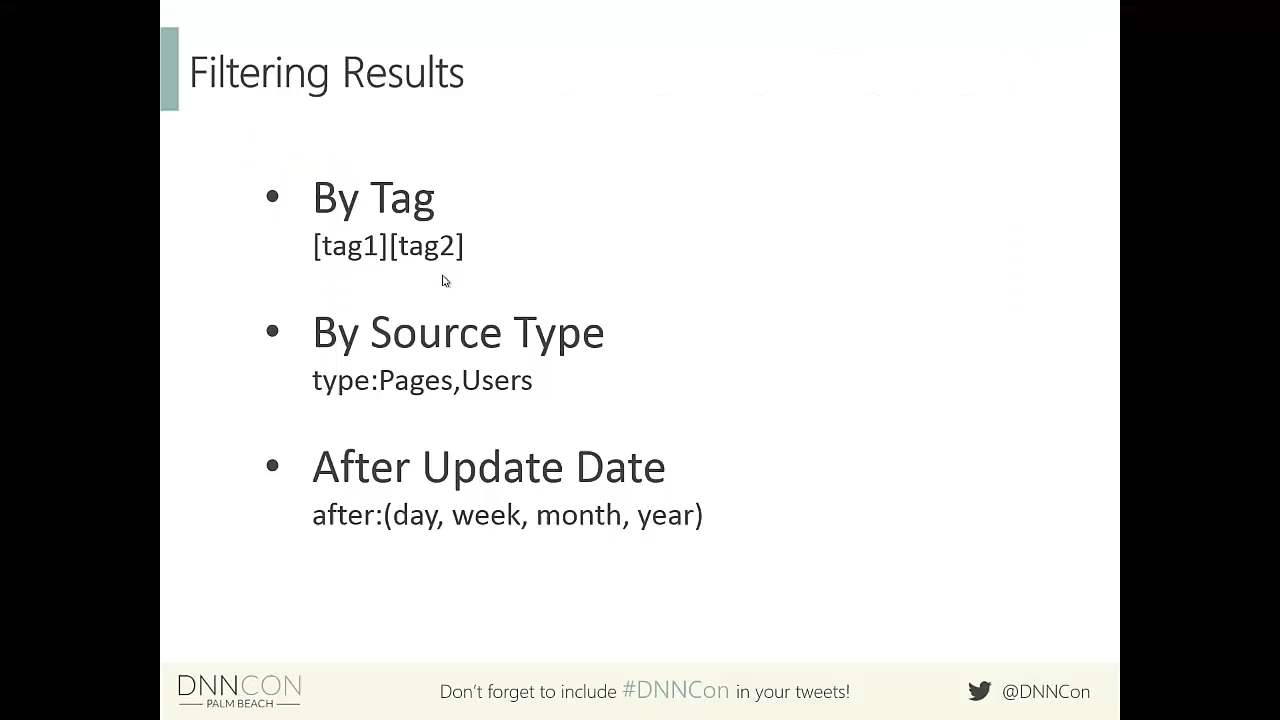 Filtering Results
• By Tag
[tag1][tag2]
• By Source Type
type:Pages,Users
• After Update Date
after:(day, week, month, year)
DNNCON
PALM BEACH
Don't forget to include #DNNCon in your tweets!
@DNNCon